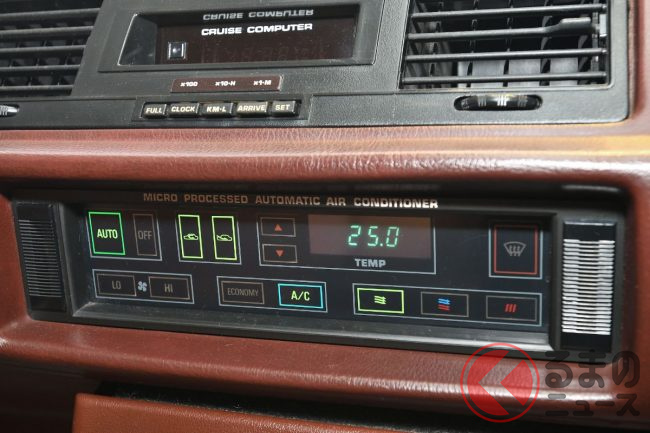 CRUISE COMPUTER
CRUISE COMPUTER
×100 ×10-H ×1-M
FULL CLOCK KM-L ARRIVE SET
MICRO PROCESSED AUTOMATIC AIR CONDITIONER
AUTO OFF ▲ 25.0
▼ TEMP
LO HI ECONOMY A/C
くるまの
ニュース